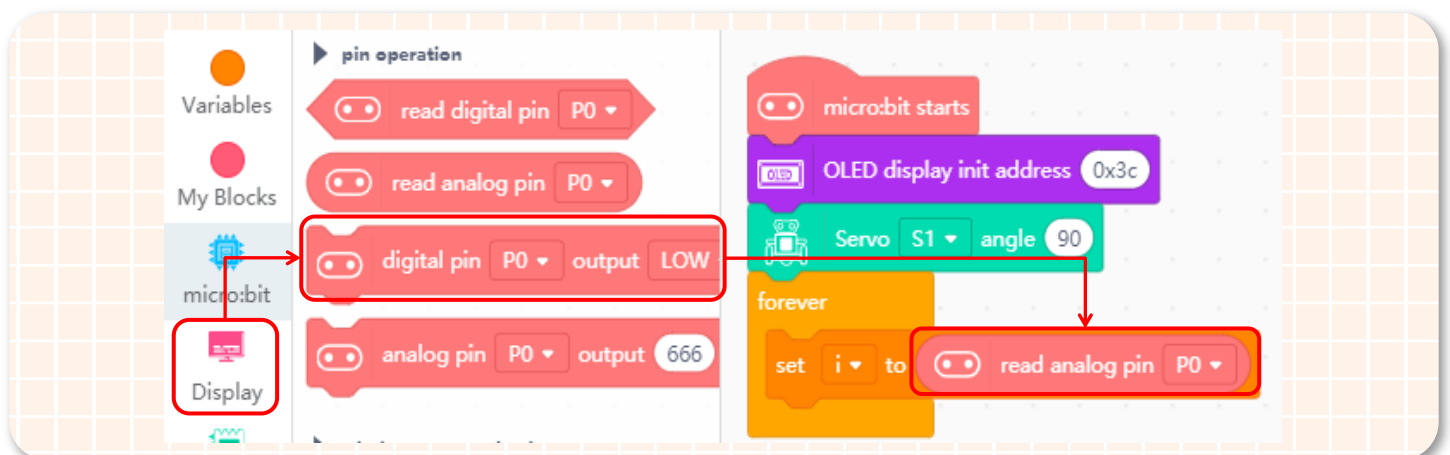 Variables
My Blocks
micro:bit
Display
pin operation
read digital pin P0
read analog pin P0
digital pin P0 output LOW
analog pin P0 output 666
micro:bit starts
OLED
OLED display init address 0x3c
Servo S1 angle 90
forever
set i to read analog pin P0